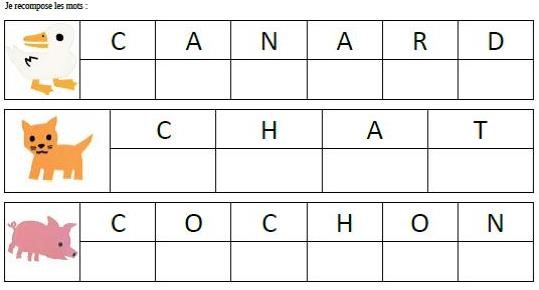 Je recompose les mots :
C A N A R D
C H A T
C O C H O N